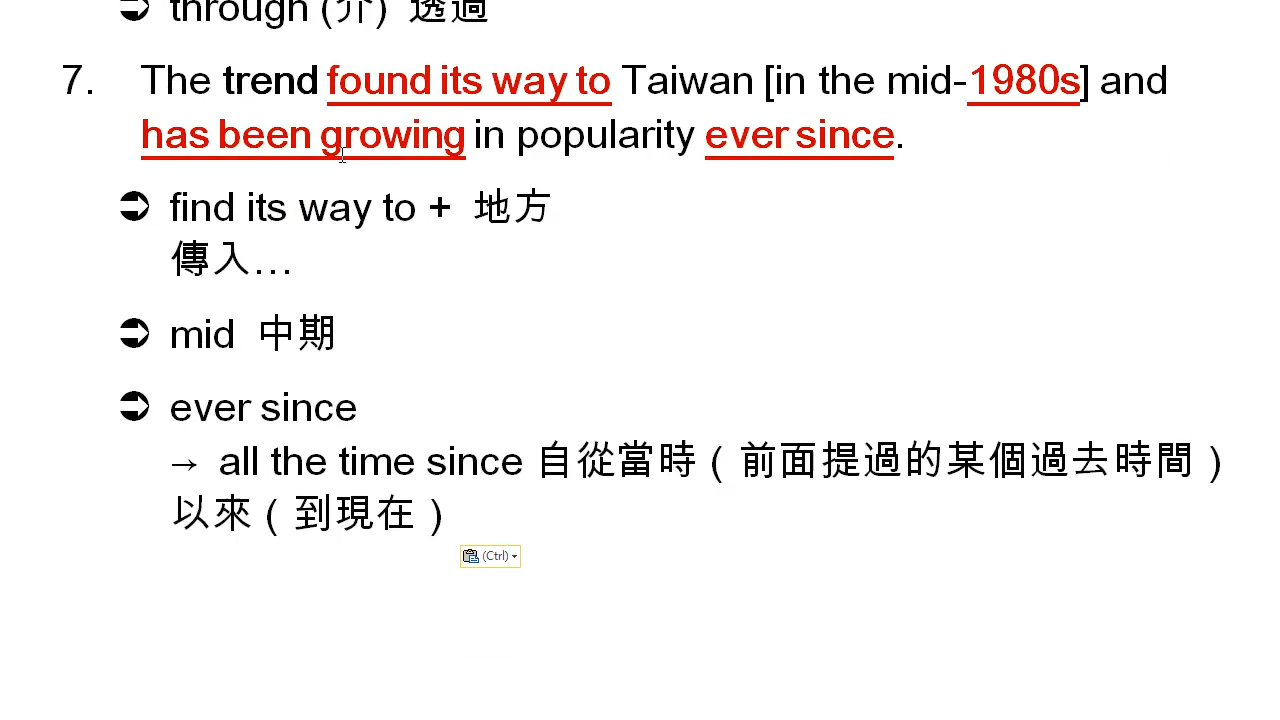 through (介) 透過
7. The trend found its way to Taiwan [in the mid-1980s] and
has been growing in popularity ever since.
➲ find its way to + 地方
傳入…
➲ mid 中期
➲ ever since
→ all the time since 自從當時（前面提過的某個過去時間）
以來（到現在）
(Ctrl)